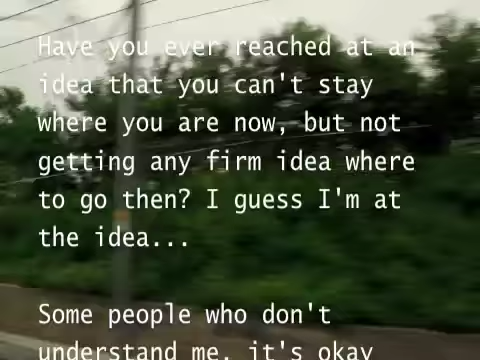 Have you ever reached at an
idea that you can't stay
where you are now, but not
getting any firm idea where
to go then? I guess I'm at
the idea...
Some people who don't
understand me, it's okay